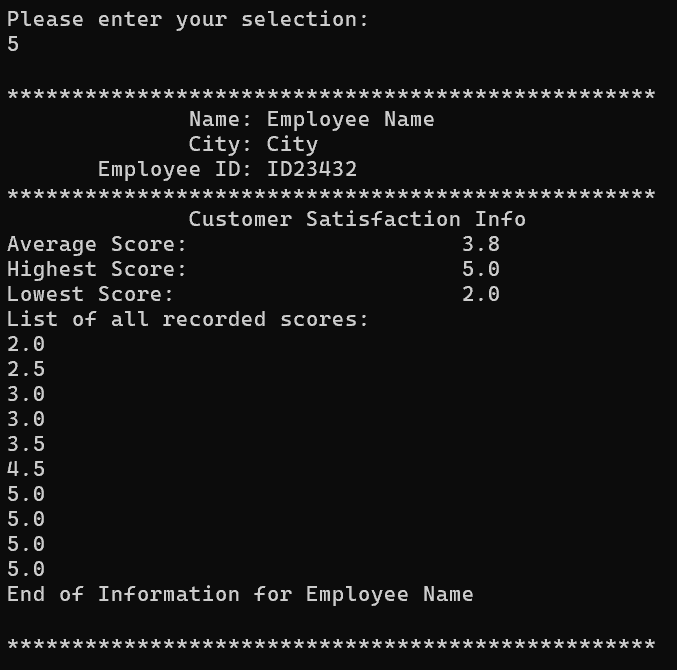 Please enter your selection:
5
**************************************************
Name: Employee Name
City: City
Employee ID: ID23432
**************************************************
Customer Satisfaction Info
Average Score: 3.8
Highest Score: 5.0
Lowest Score: 2.0
List of all recorded scores:
2.0
2.5
3.0
3.0
3.5
4.5
5.0
5.0
5.0
5.0
End of Information for Employee Name
**************************************************